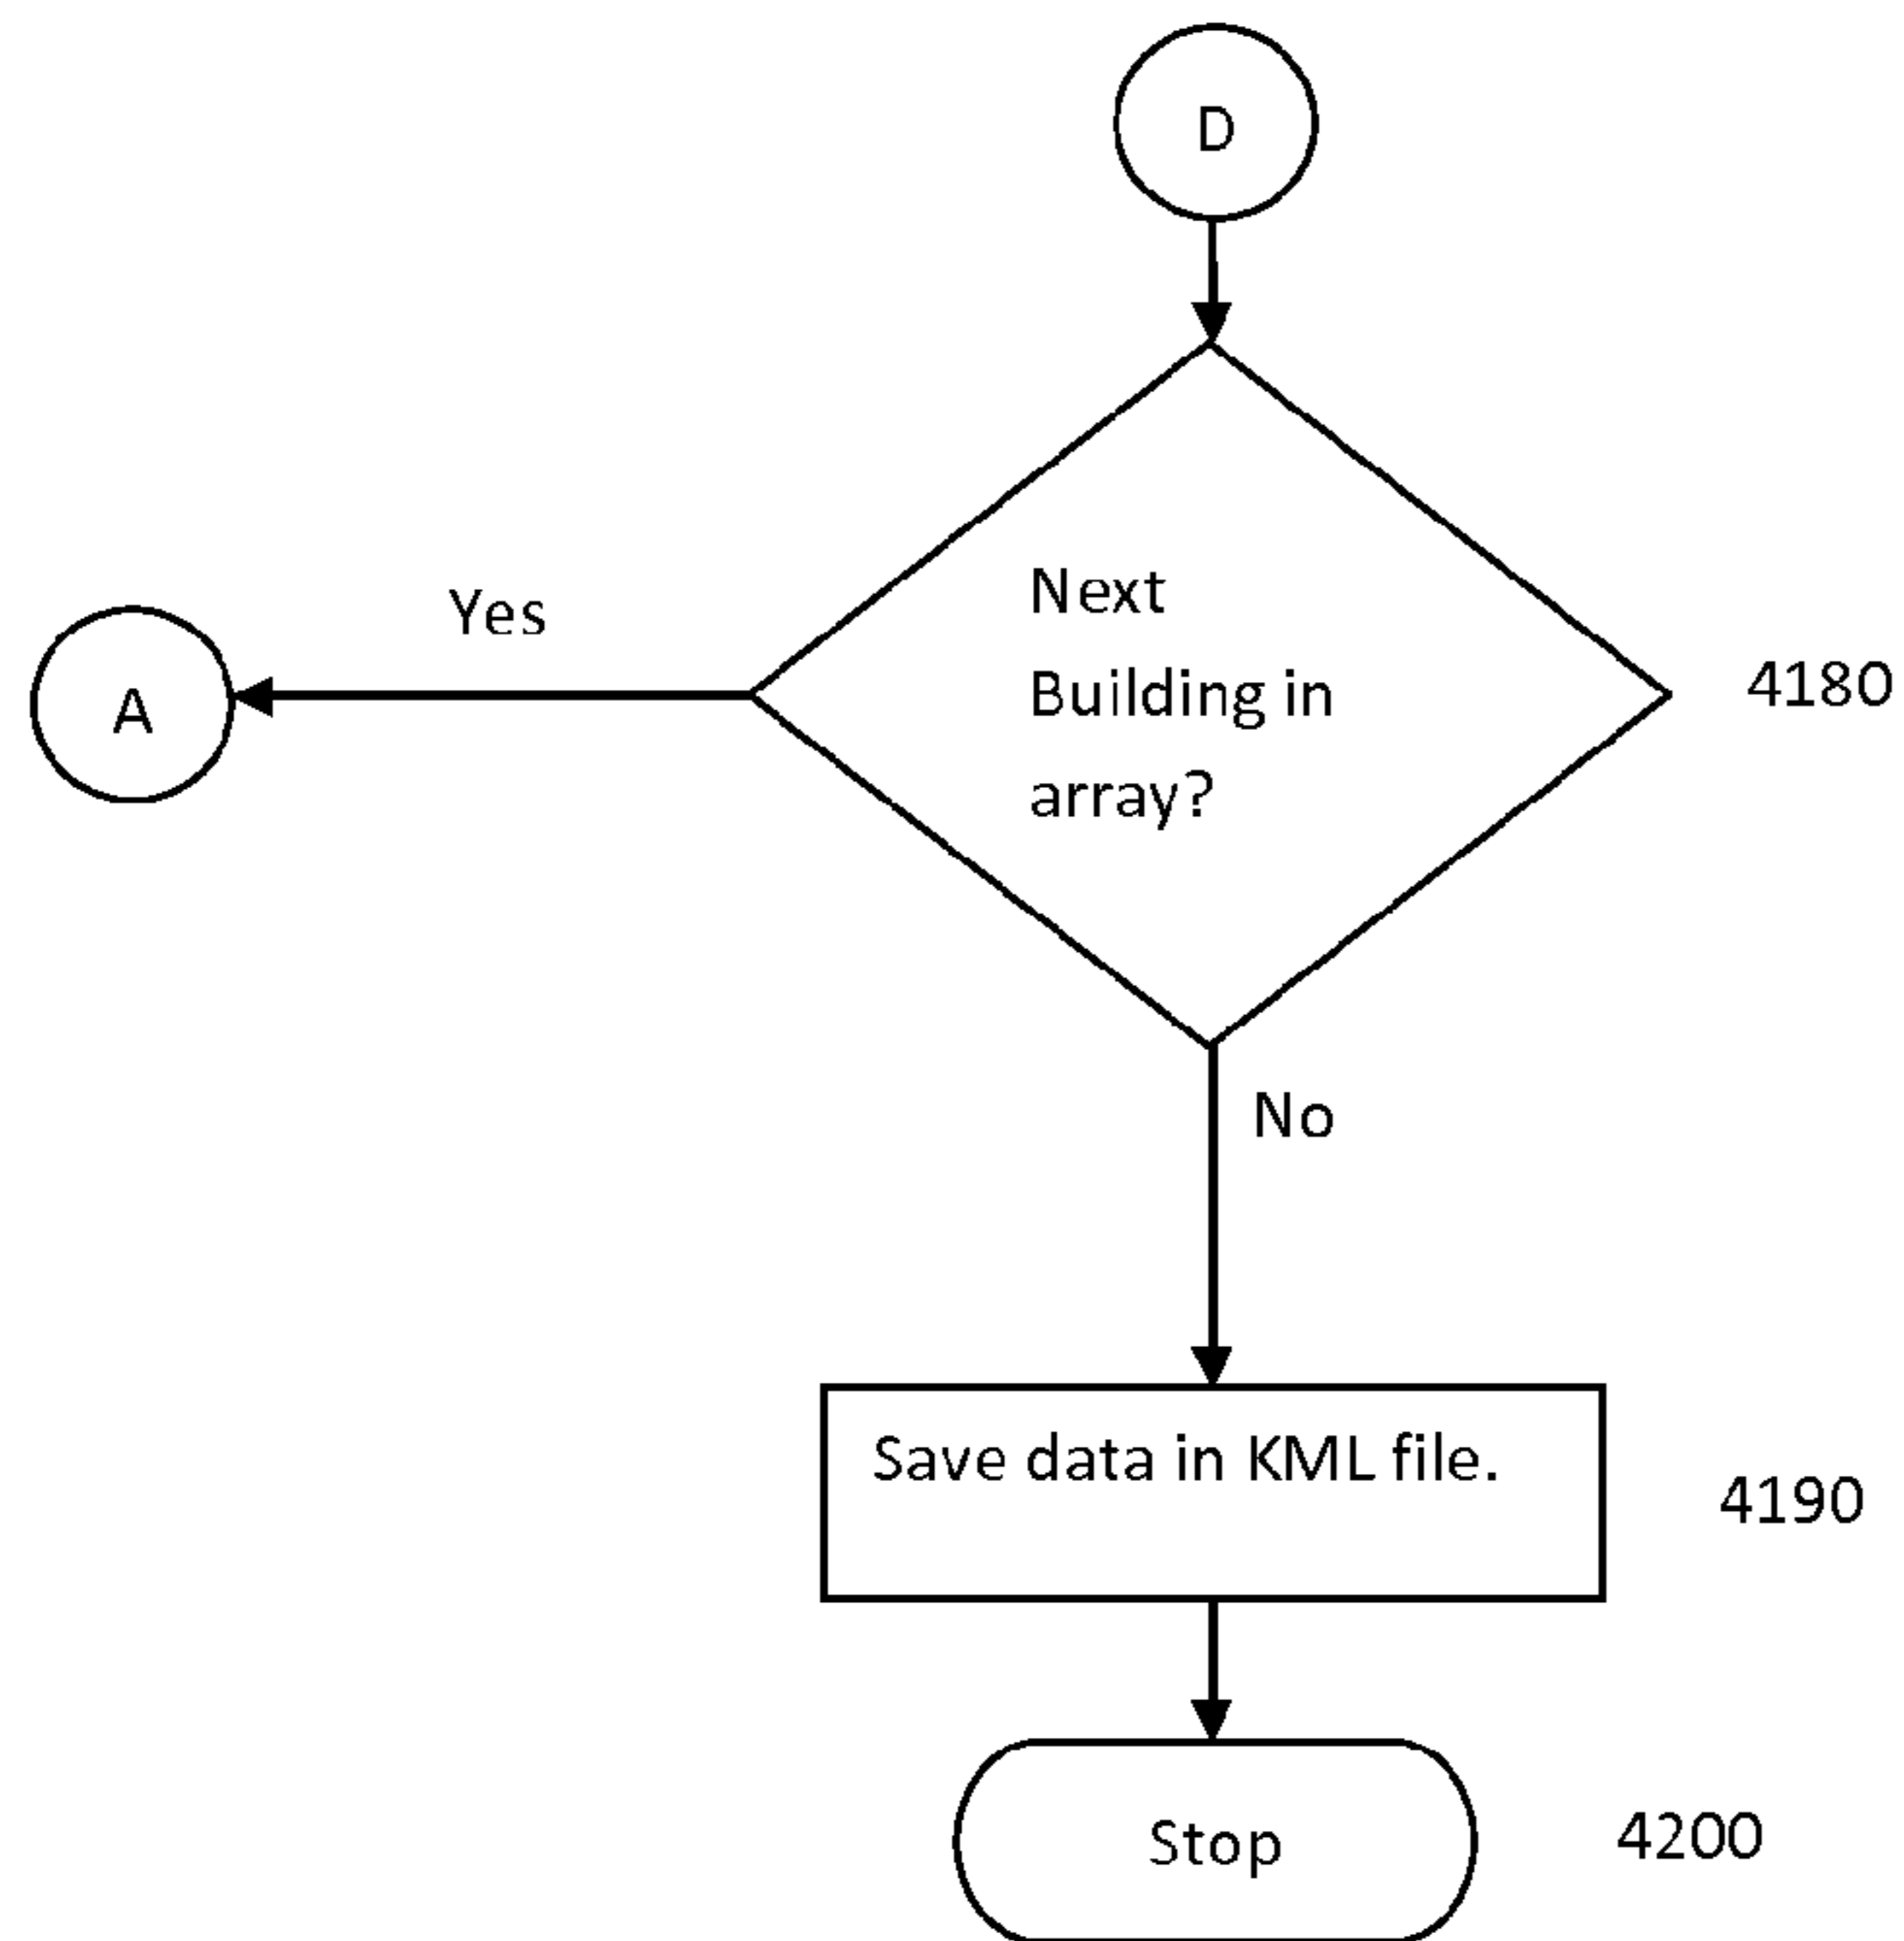 D
Yes
A
Next
Building in
array?
4180
No
Save data in KML file.
4190
Stop
4200